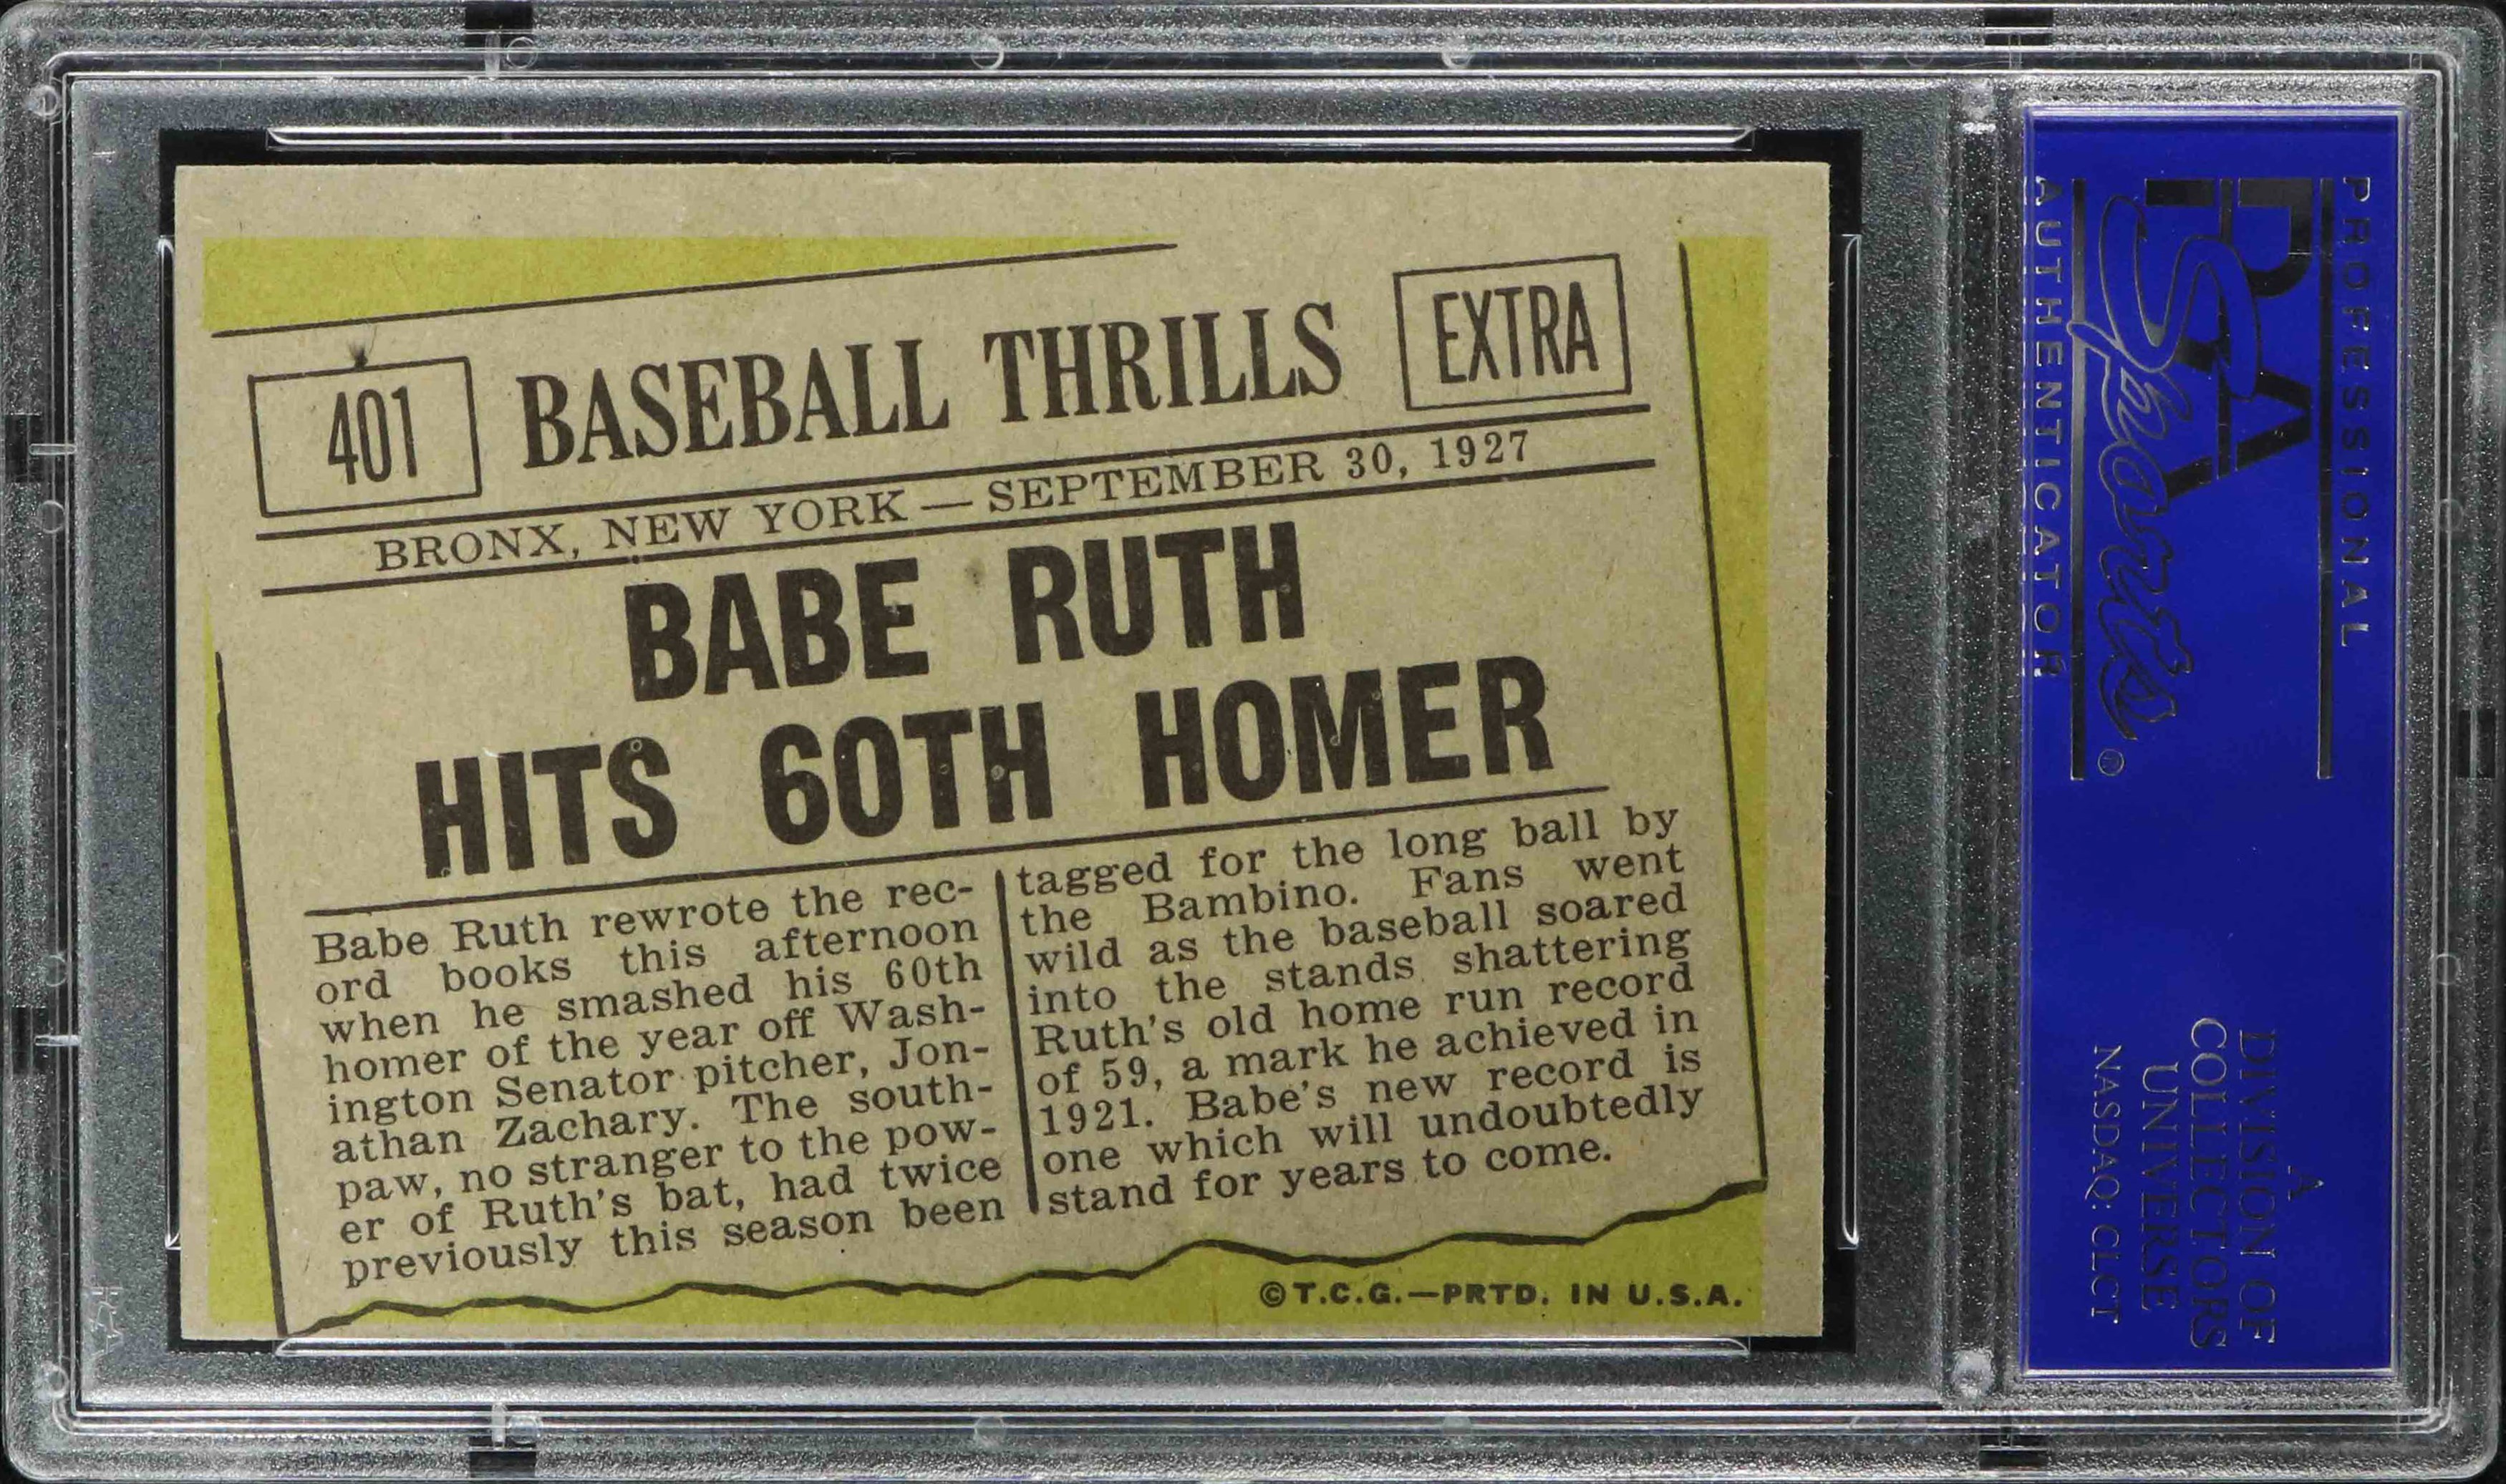 401
BASEBALL THRILLS
EXTRA
BRONX, NEW YORK — SEPTEMBER 30, 1927
BABE RUTH
HITS 60TH HOMER
Babe Ruth rewrote the rec-
ord books this afternoon
when he smashed his 60th
homer of the year off Wash-
ington Senator pitcher, Jon-
athan Zachary. The south-
paw, no stranger to the pow-
er of Ruth's bat, had twice
previously this season been
tagged for the long ball by
the Bambino. Fans went
wild as the baseball soared
into the stands shattering
Ruth's old home run record
of 59, a mark he achieved in
1921. Babe's new record is
one which will undoubtedly
stand for years to come.
©T.C.G.—PRTD. IN U.S.A.
PROFESSIONAL
PSA
Sports
AUTHENTICATOR
®
A
DIVISION OF
COLLECTORS
UNIVERSE
NASDAQ: CLCT